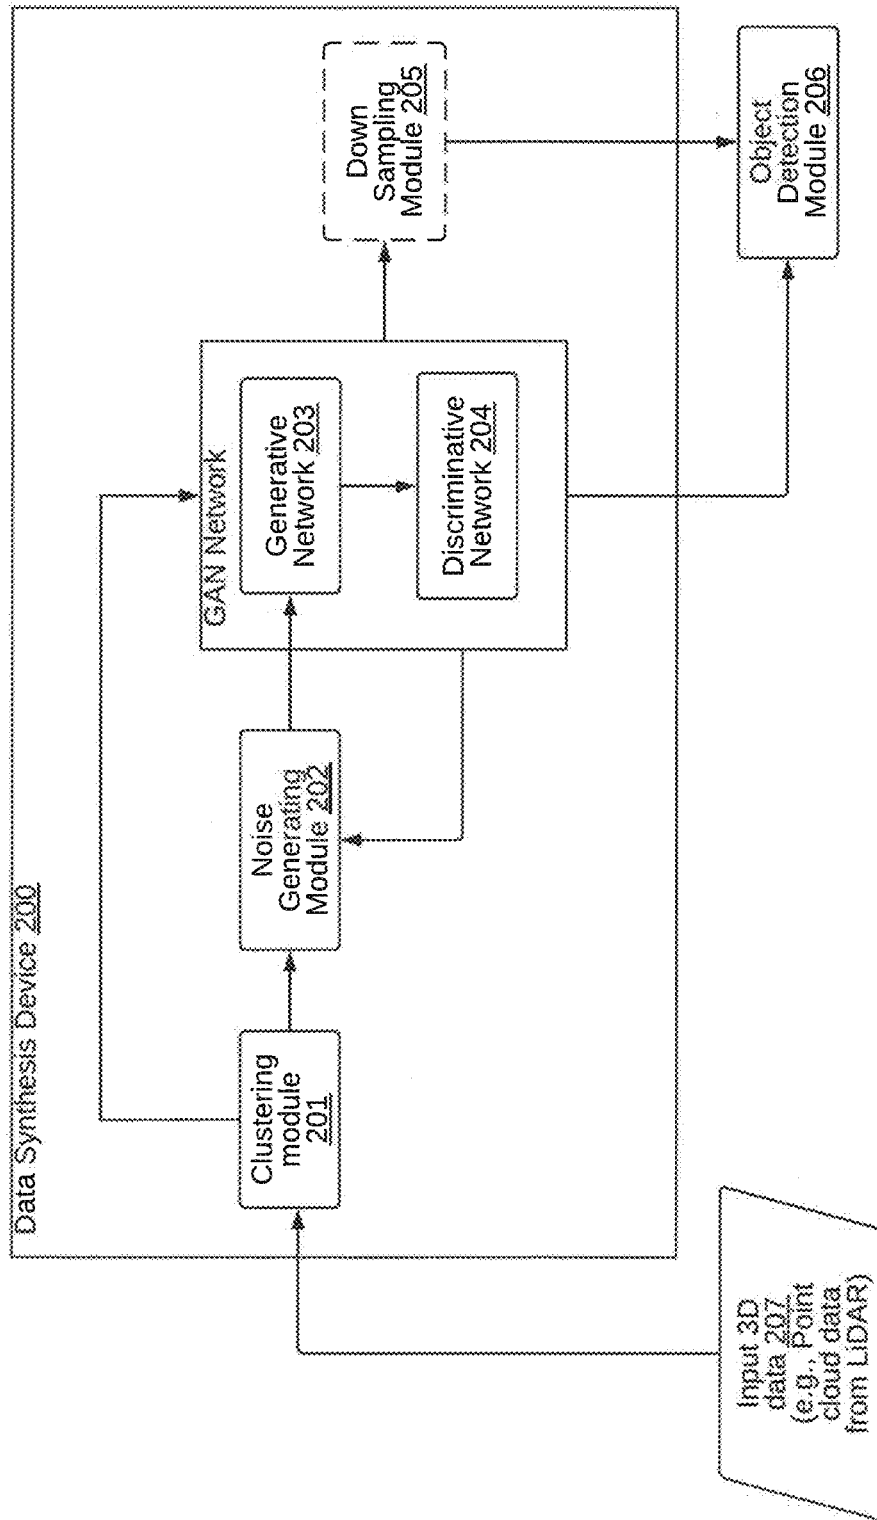 Data Synthesis Device 200
Input 3D
data 207
(e.g., Point
cloud data
from LiDAR)
Clustering
module
201
Noise
Generating
Module 202
GAN Network
Generative
Network 203
Discriminative
Network 204
Down
Sampling
Module 205
Object
Detection
Module 206